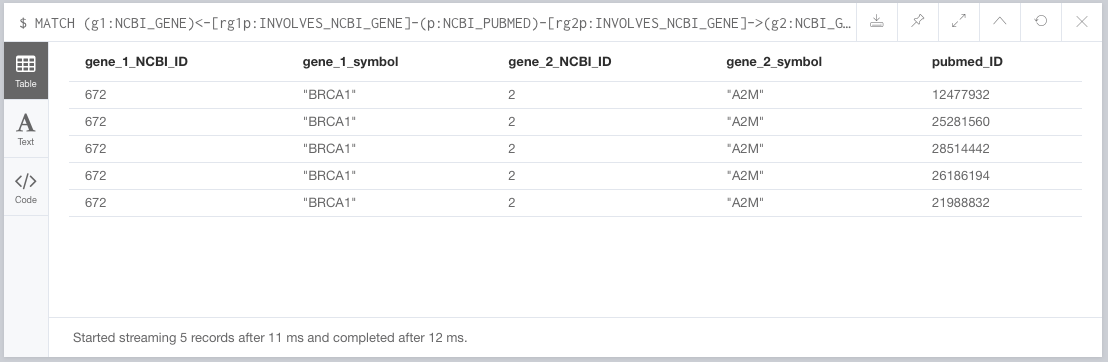 $ MATCH (g1:NCBI_GENE)<-[rg1p:INVOLVES_NCBI_GENE]-(p:NCBI_PUBMED)-[rg2p:INVOLVES_NCBI_GENE]->(g2:NCBI_G…
Table
Text
Code
gene_1_NCBI_ID gene_1_symbol gene_2_NCBI_ID gene_2_symbol pubmed_ID
672 "BRCA1" 2 "A2M" 12477932
672 "BRCA1" 2 "A2M" 25281560
672 "BRCA1" 2 "A2M" 28514442
672 "BRCA1" 2 "A2M" 26186194
672 "BRCA1" 2 "A2M" 21988832
Started streaming 5 records after 11 ms and completed after 12 ms.